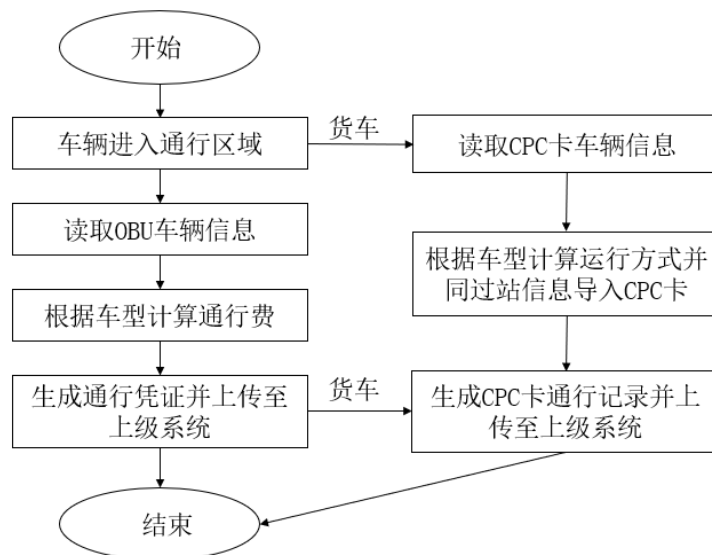 开始
车辆进入通行区域
货车
读取CPC卡车辆信息
读取OBU车辆信息
根据车型计算运行方式并
同过站信息导入CPC卡
根据车型计算通行费
生成通行凭证并上传至
上级系统
货车
生成CPC卡通行记录并上
传至上级系统
结束